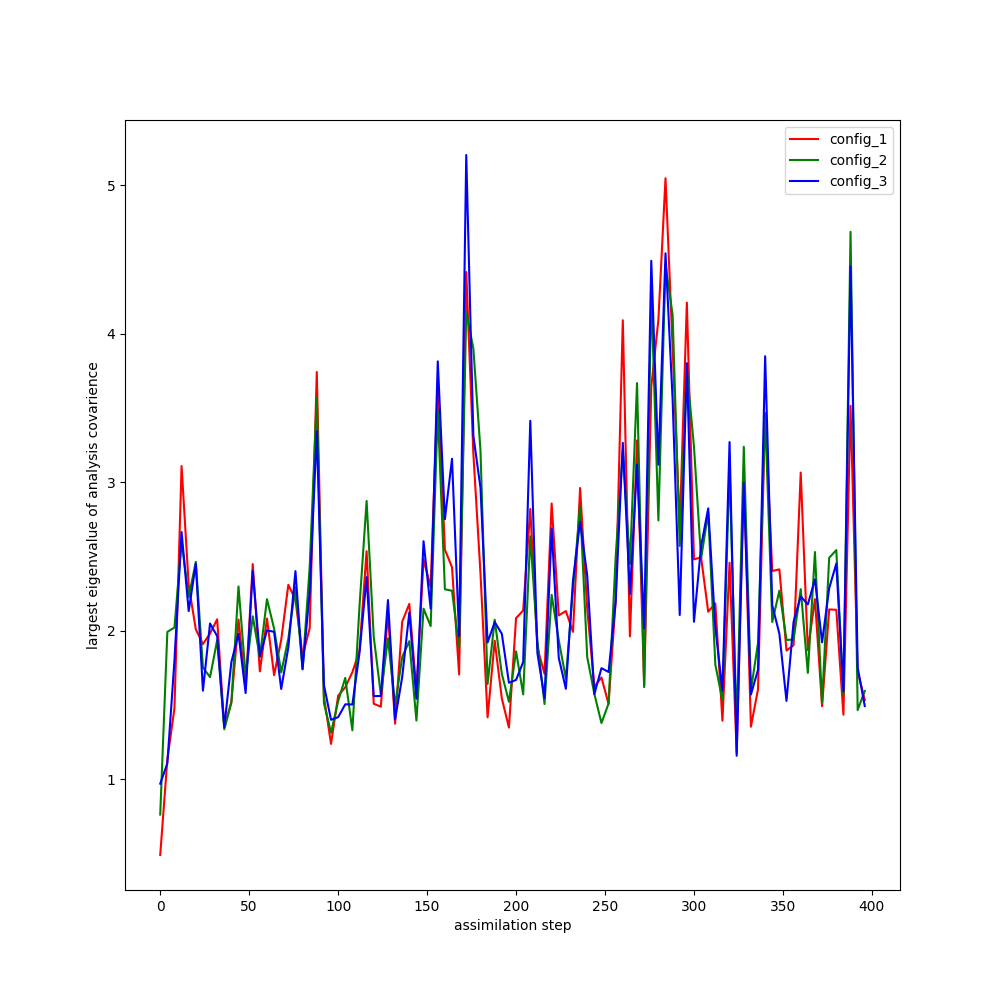 config_1
config_2
config_3
largest eigenvalue of analysis covarience
5
4
3
2
1
0
50
100
150
200
250
300
350
400
assimilation step